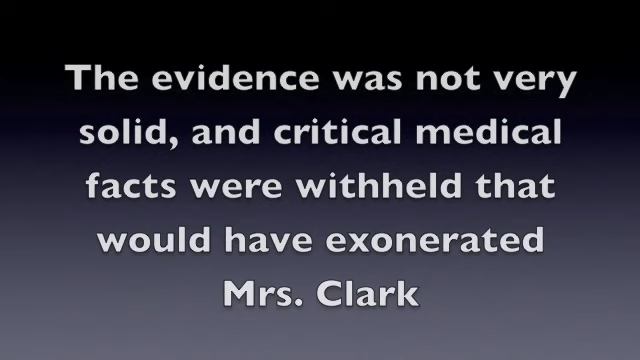 The evidence was not very
solid, and critical medical
facts were withheld that
would have exonerated
Mrs. Clark